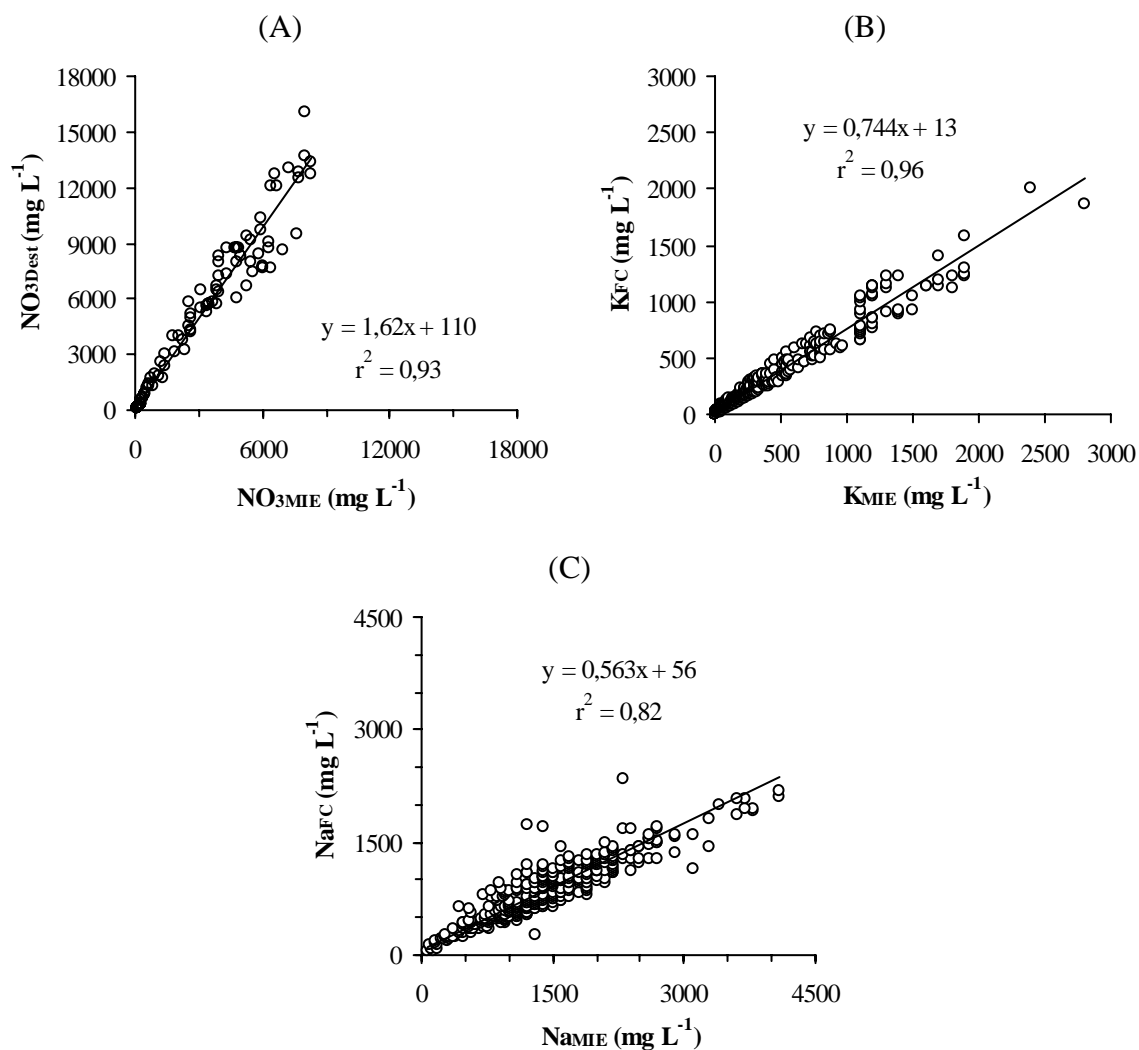 (A)
18000
15000
12000
9000
6000
3000
0
NO3Dest (mg L-1)
y = 1,62x + 110
r2 = 0,93
0 6000 12000 18000
NO3MIE (mg L-1)
(B)
3000
2500
2000
1500
1000
500
0
KFC (mg L-1)
y = 0,744x + 13
r2 = 0,96
0 500 1000 1500 2000 2500 3000
KMIE (mg L-1)
(C)
4500
3000
1500
0
NaFC (mg L-1)
y = 0,563x + 56
r2 = 0,82
0 1500 3000 4500
NaMIE (mg L-1)